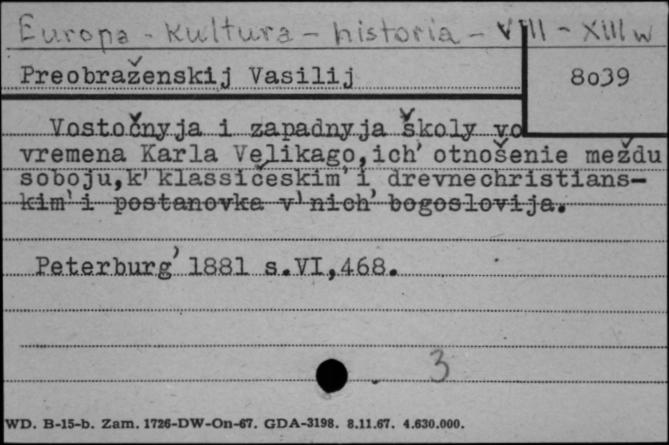 Europa - Kultura - historia - VIII - XIII w
Preobraženskij Vasilij
8039
Vostočnyja i zapadnyja školy vo
vremena Karla Velikago,ich' otnošenie meždu
soboju,k' klassičeskim' i drevnechristians-
kim' i postanovka v' nich' bogoslovija.
Peterburg' 1881 s.VI,468.
3
WD. B-15-b. Zam. 1726-DW-On-67. GDA-3198. 8.11.67. 4.630.000.